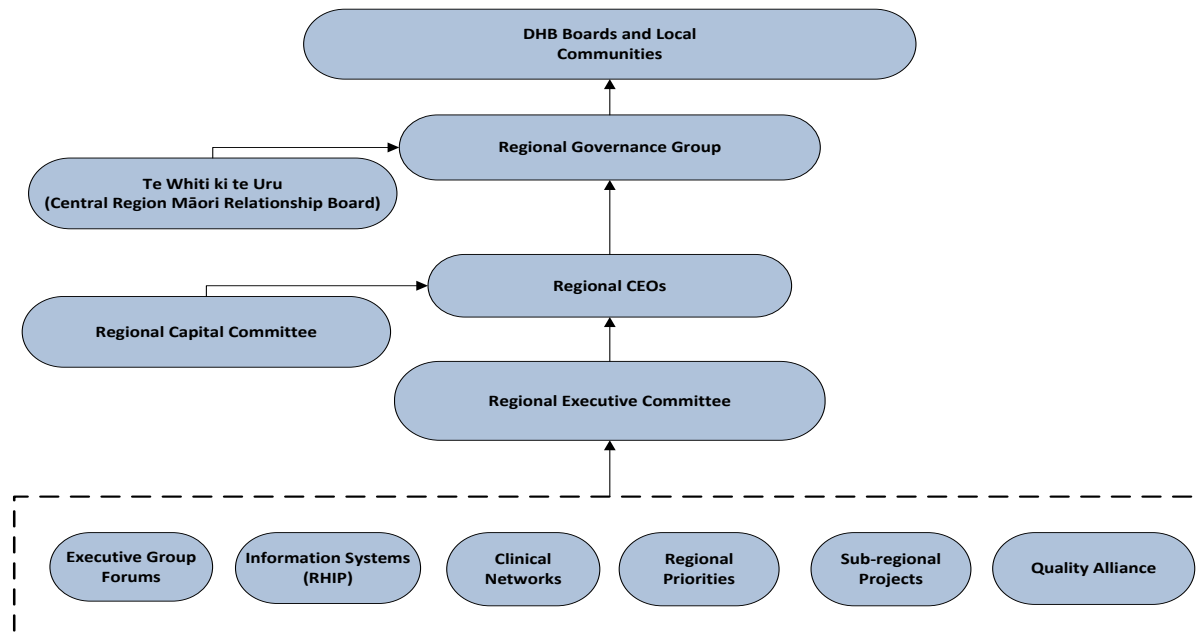 DHB Boards and Local
Communities
Regional Governance Group
Te Whiti ki te Uru
(Central Region Māori Relationship Board)
Regional CEOs
Regional Capital Committee
Regional Executive Committee
Executive Group
Forums
Information Systems
(RHIP)
Clinical
Networks
Regional
Priorities
Sub-regional
Projects
Quality Alliance